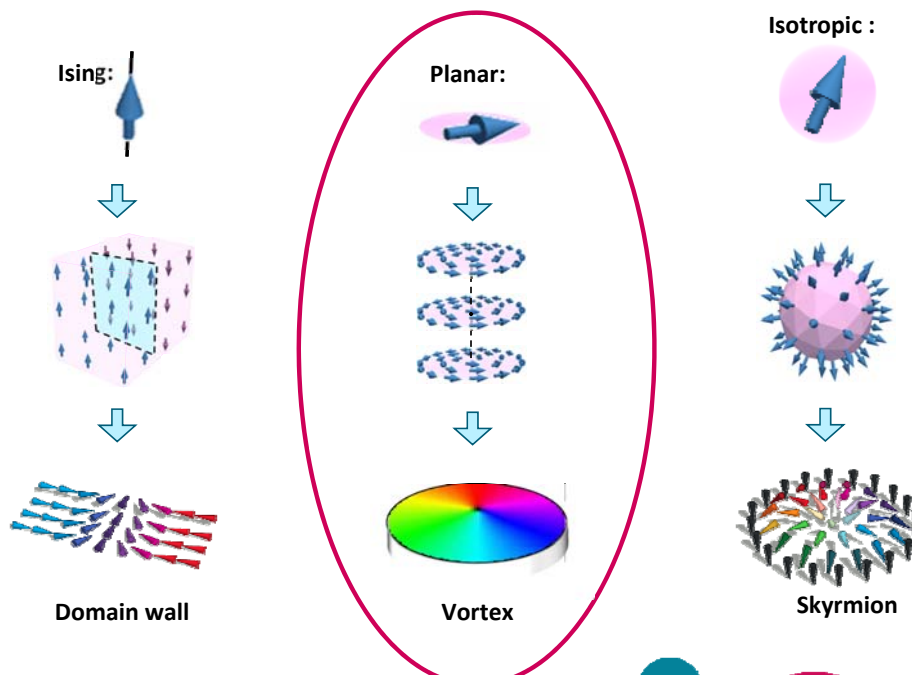 Ising:
Planar:
Isotropic :
Domain wall
Vortex
Skyrmion